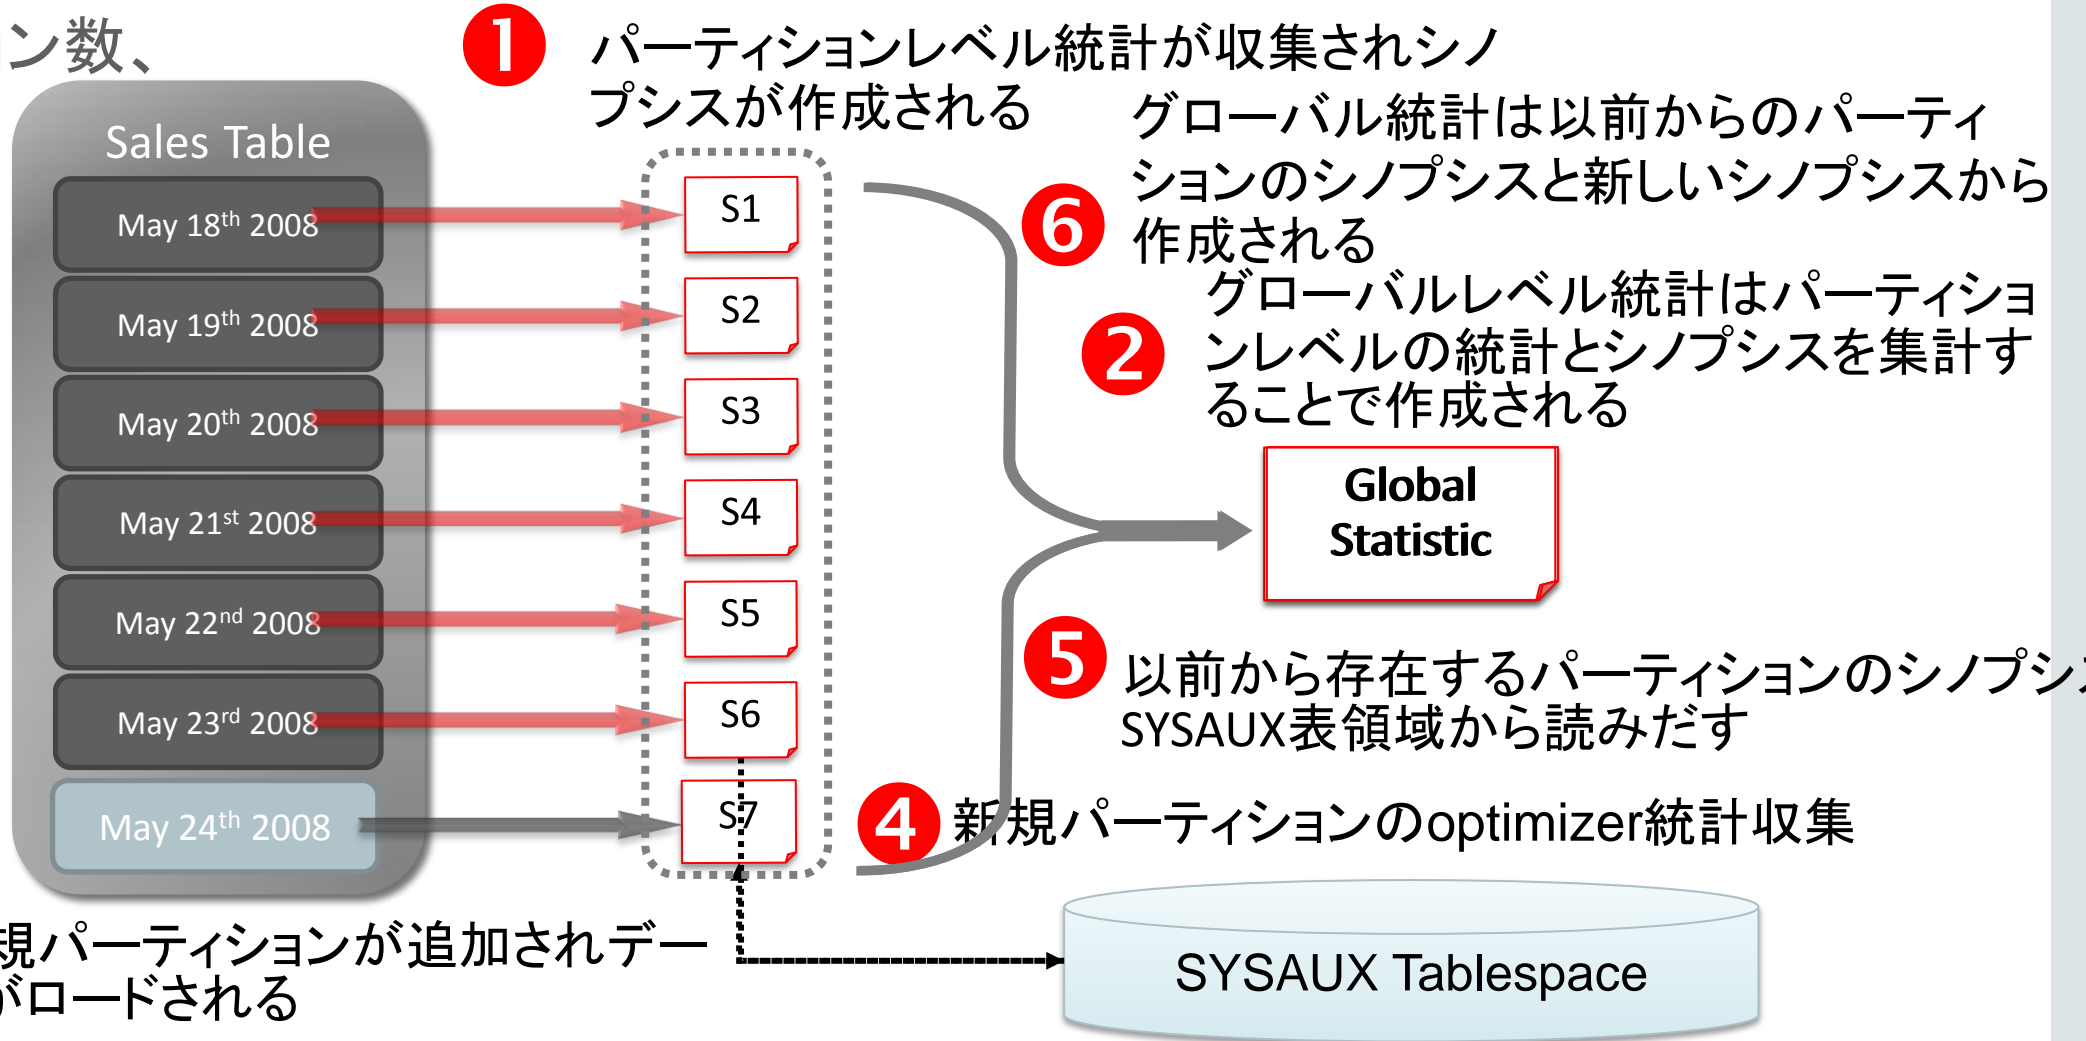 ン数、
❶
パーティションレベル統計が収集されシノ
プシスが作成される
Sales Table
May 18th 2008
May 19th 2008
May 20th 2008
May 21st 2008
May 22nd 2008
May 23rd 2008
May 24th 2008
S1
S2
S3
S4
S5
S6
S7
❻
グローバル統計は以前からのパーティ
ションのシノプシスと新しいシノプシスから
作成される
❷
グローバルレベル統計はパーティショ
ンレベルの統計とシノプシスを集計す
ることで作成される
Global
Statistic
❺
以前から存在するパーティションのシノプシス
SYSAUX表領域から読みだす
❹
新規パーティションのoptimizer統計収集
規パーティションが追加されデー
がロードされる
SYSAUX Tablespace